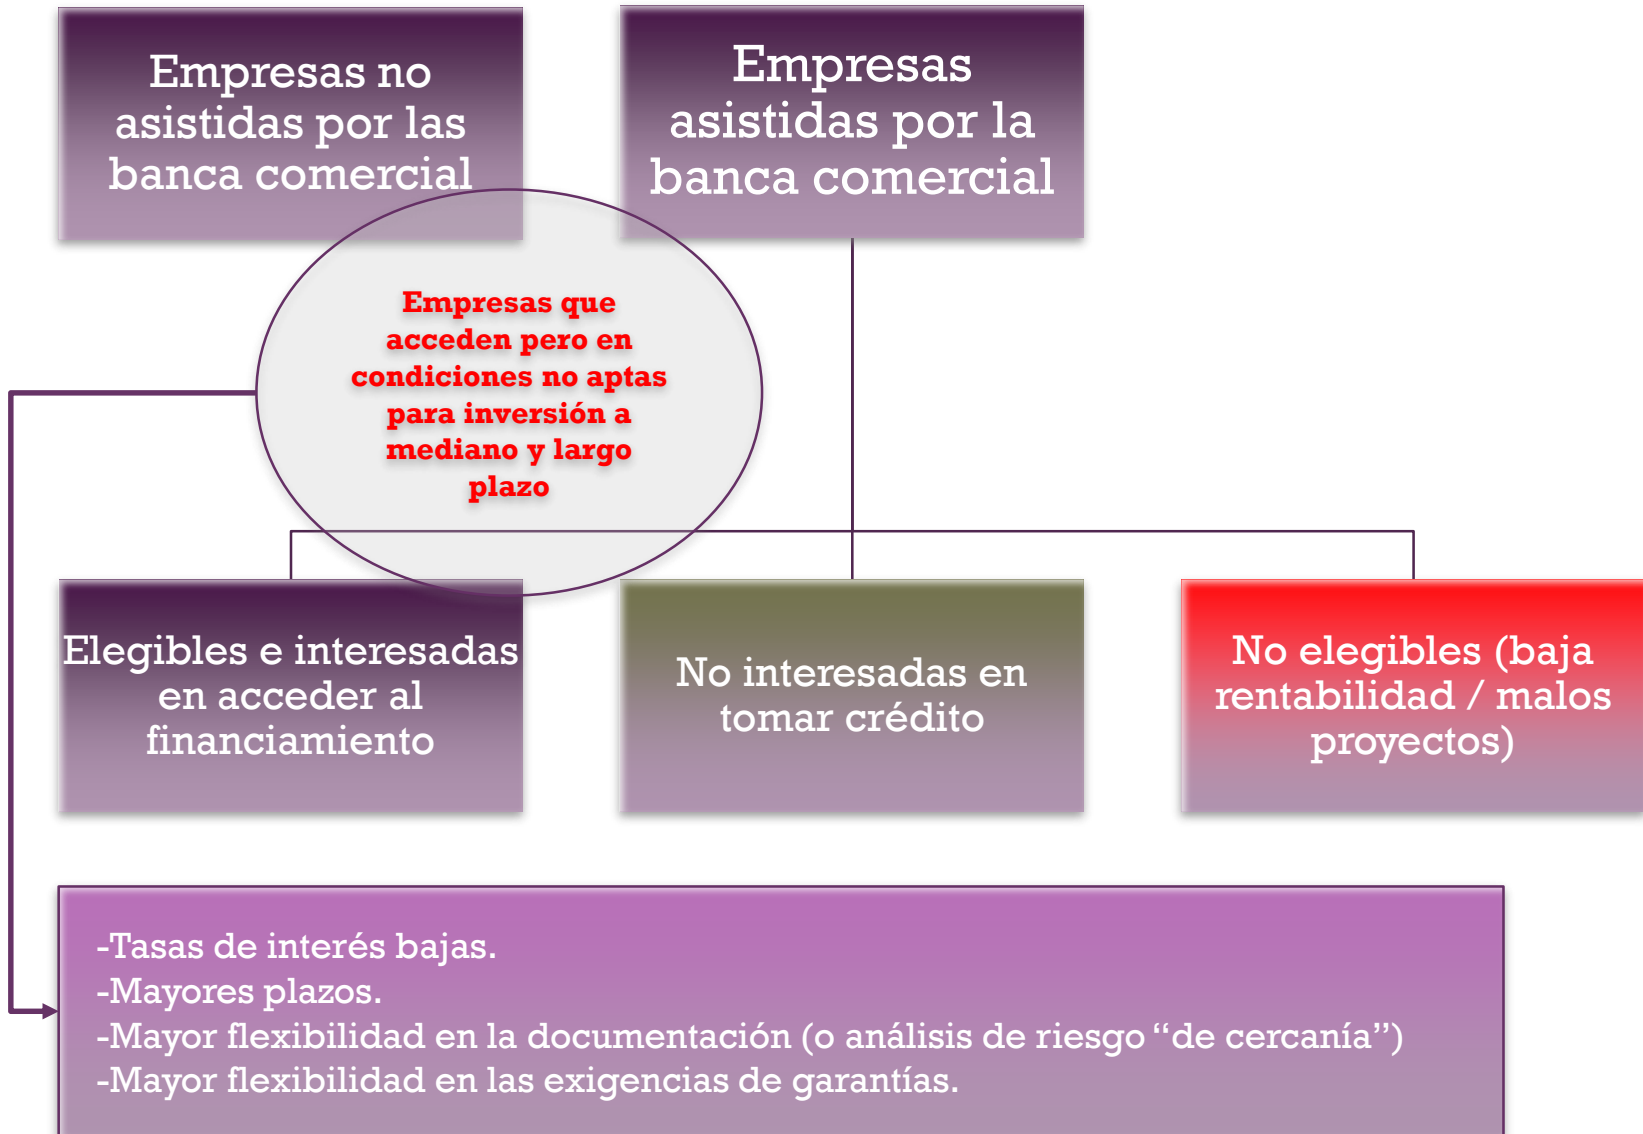 Empresas no
asistidas por las
banca comercial
Empresas
asistidas por la
banca comercial
Empresas que
acceden pero en
condiciones no aptas
para inversión a
mediano y largo
plazo
Elegibles e interesadas
en acceder al
financiamiento
No interesadas en
tomar crédito
No elegibles (baja
rentabilidad / malos
proyectos)
-Tasas de interés bajas.
-Mayores plazos.
-Mayor flexibilidad en la documentación (o análisis de riesgo “de cercanía”)
-Mayor flexibilidad en las exigencias de garantías.